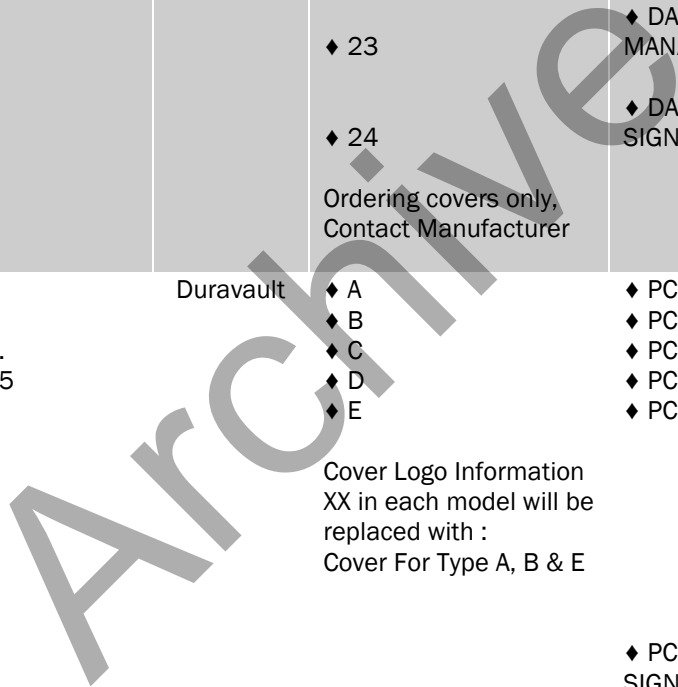 ♦ 23
♦ DA
MANA
♦ 24
♦ DA
SIGN
Ordering covers only,
Contact Manufacturer
.
5
Duravault
♦ A
♦ B
♦ C
♦ D
♦ E
♦ PC
♦ PC
♦ PC
♦ PC
♦ PC
Cover Logo Information
XX in each model will be
replaced with :
Cover For Type A, B & E
♦ PC
SIGN
Archive